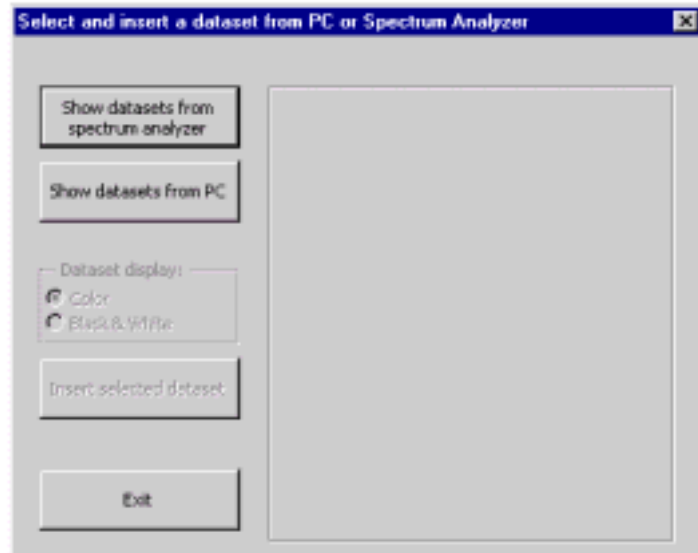 Select and insert a dataset from PC or Spectrum Analyzer
Show datasets from
spectrum analyzer
Show datasets from PC
Dataset display:
Color
Black & White
Insert selected dataset
Exit